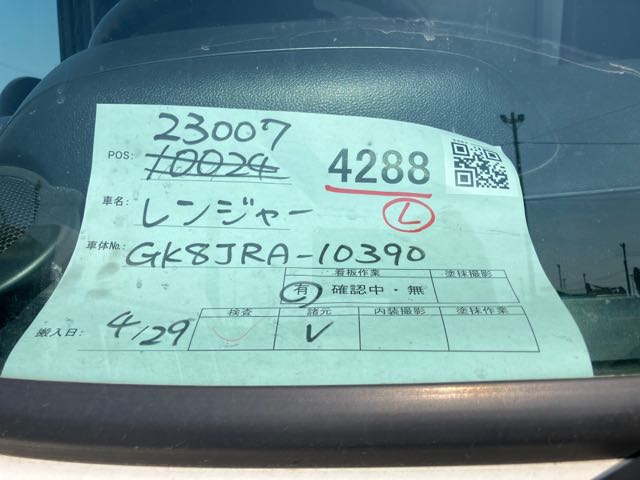 23007
POS: 10024
4288
車名: レンジャー
L
車体No. GK8JRA-10390
看板作業 塗抹撮影
有・確認中・無
搬入日: 4/29
検査 諸元 内装撮影 塗抹作業
✓ V